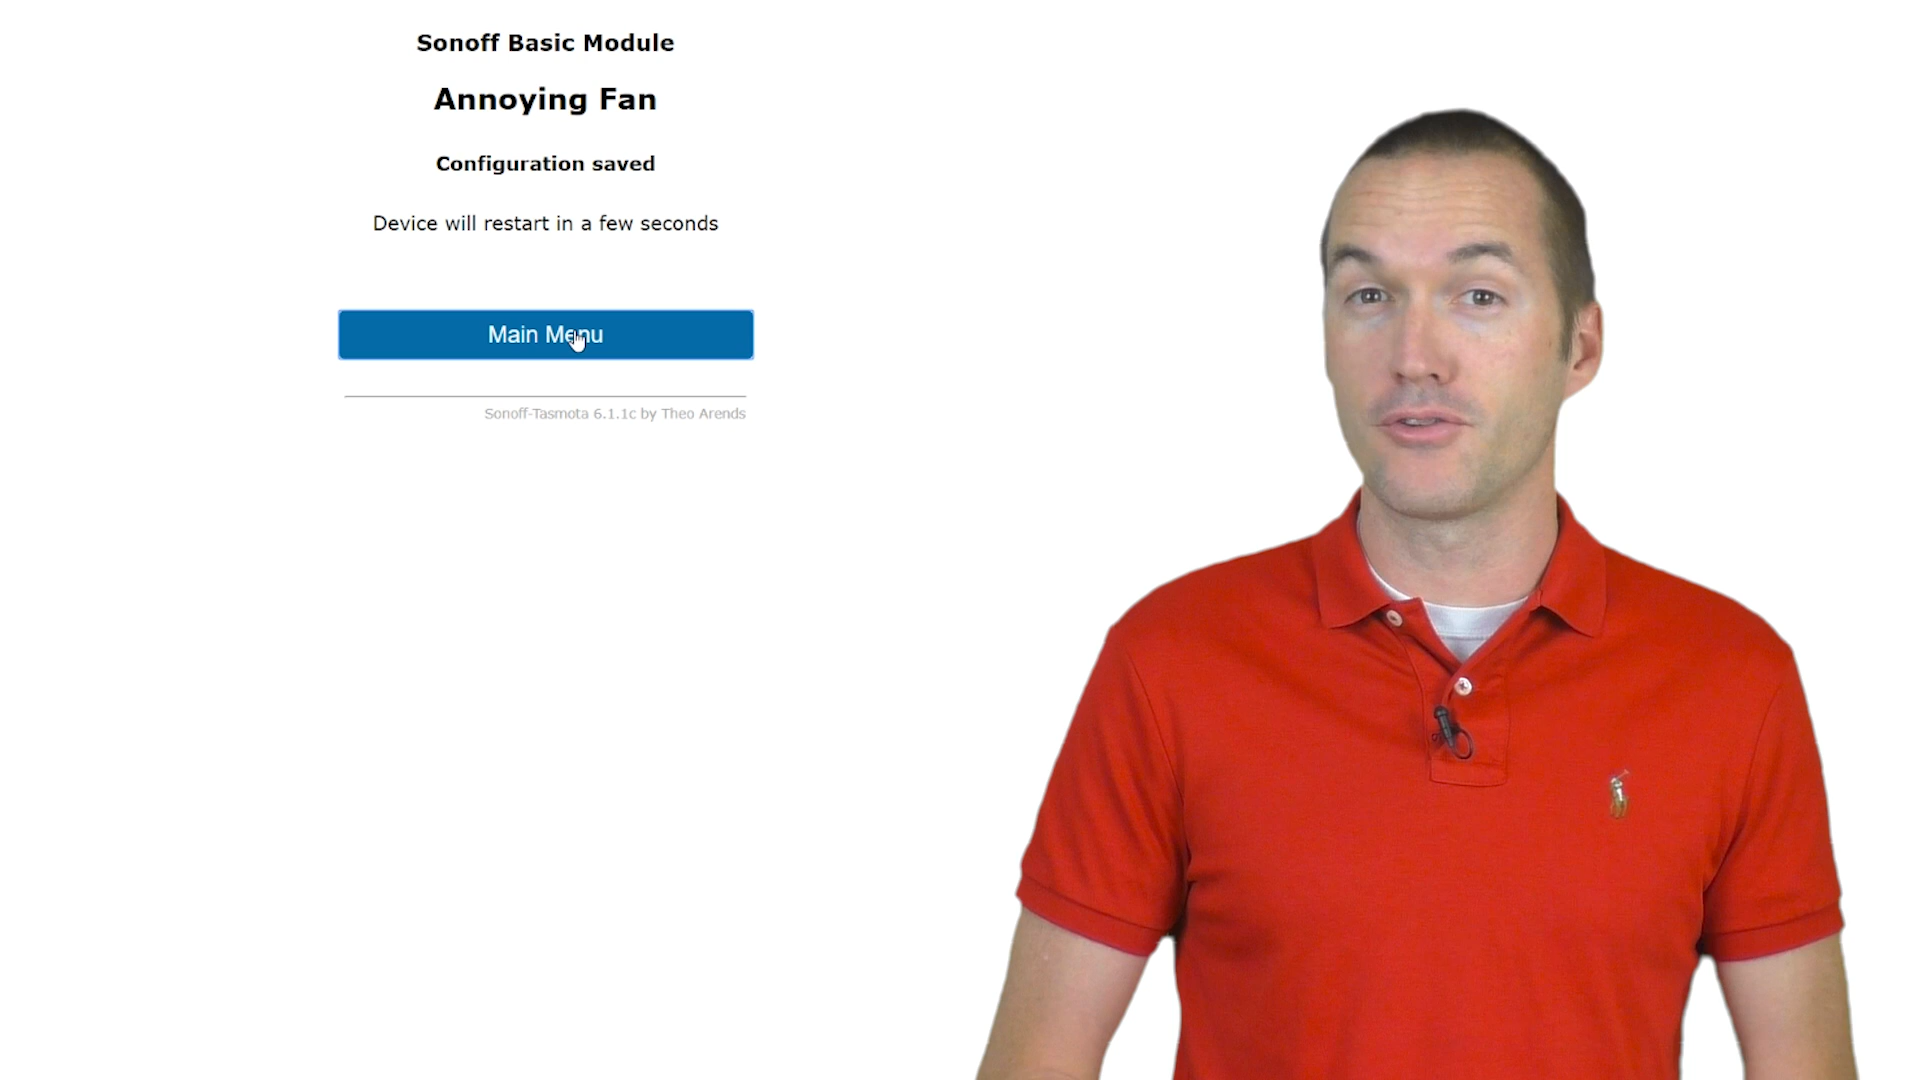 Sonoff Basic Module
Annoying Fan
Configuration saved
Device will restart in a few seconds
Main Menu
Sonoff-Tasmota 6.1.1c by Theo Arends